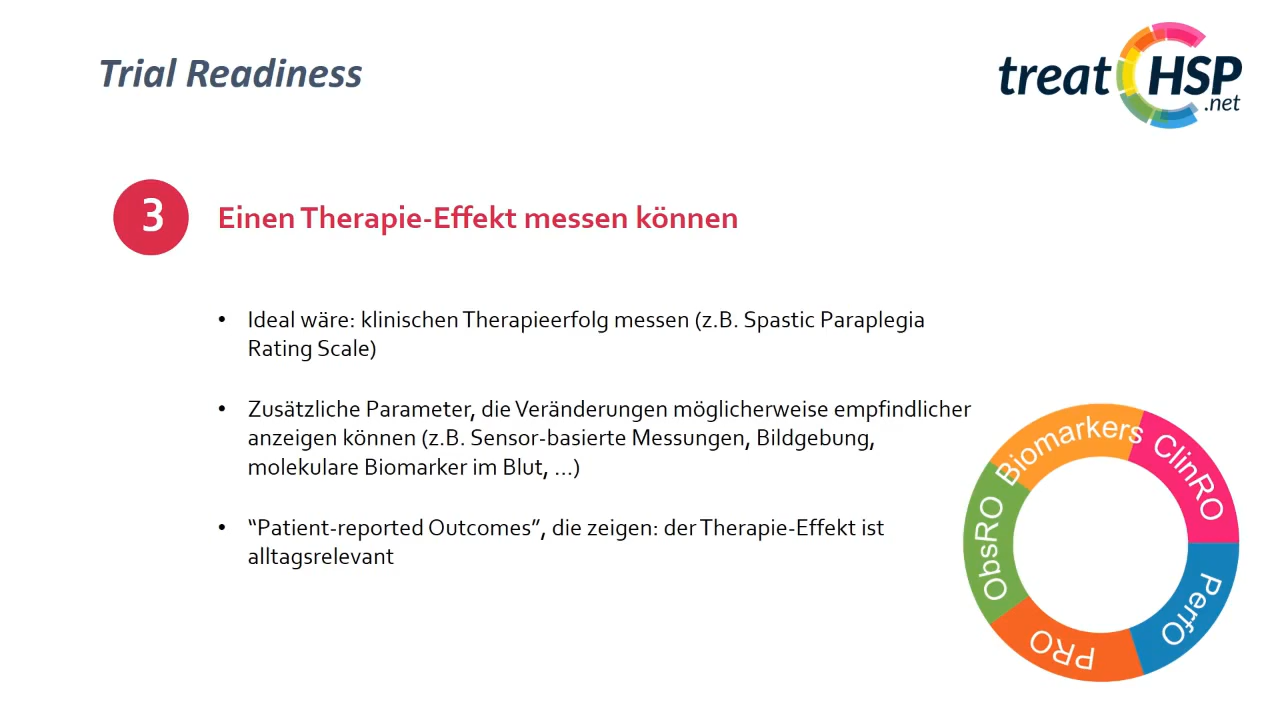 Trial Readiness
treat HSP
.net
3
Einen Therapie-Effekt messen können
• Ideal wäre: klinischen Therapieerfolg messen (z.B. Spastic Paraplegia
Rating Scale)
• Zusätzliche Parameter, die Veränderungen möglicherweise empfindlicher
anzeigen können (z.B. Sensor-basierte Messungen, Bildgebung,
molekulare Biomarker im Blut, ...)
• “Patient-reported Outcomes”, die zeigen: der Therapie-Effekt ist
alltagsrelevant
Biomarkers
ClinRO
PerfO
PRO
ObsRO